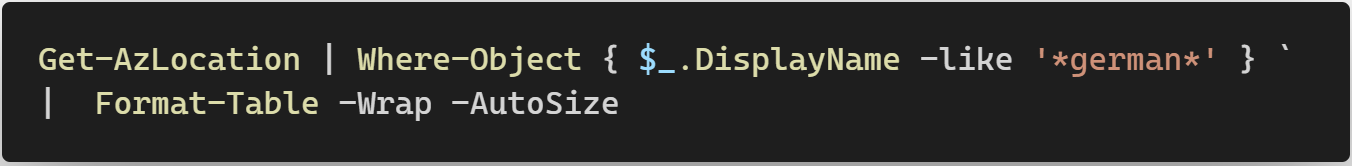 Get-AzLocation | Where-Object { $_.DisplayName -like '*german*' } `
|  Format-Table -Wrap -AutoSize